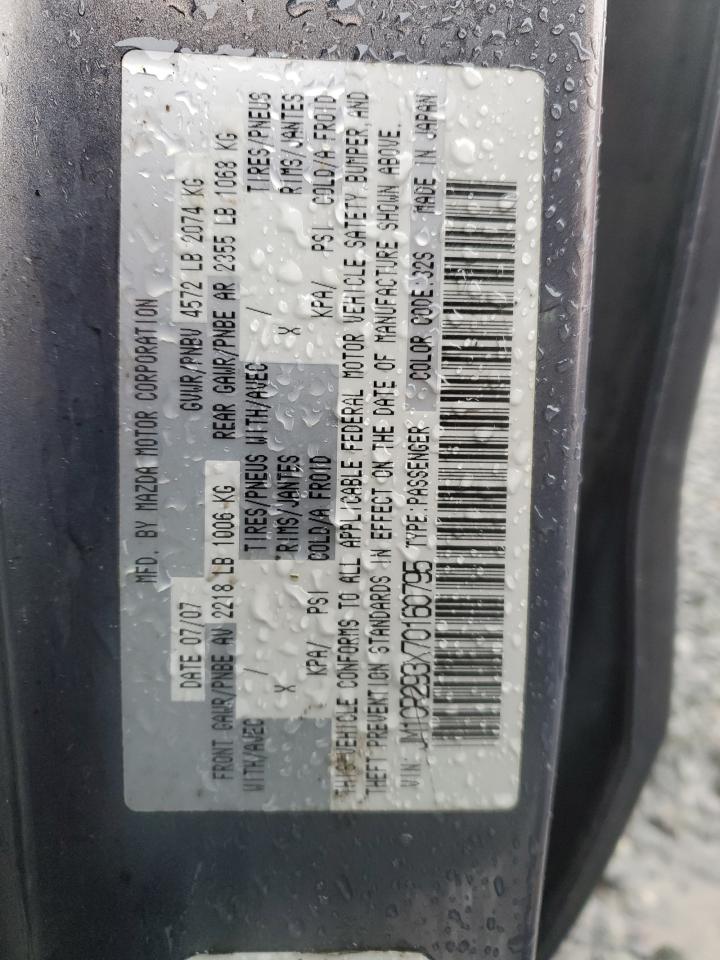 MFD. BY MAZDA MOTOR CORPORATION
DATE 07/07 GVWR/PNBV 4572 LB 2074 KG
FRONT GAWR/PNBE AV 2218 LB 1006 KG REAR GAWR/PNBE AR 2355 LB 1068 KG
WITH/AVEC / TIRES/PNEUS WITH/AVEC / TIRES/PNEUS
X RIMS/JANTES X RIMS/JANTES
KPA/ PSI COLD/A FROID KPA/ PSI COLD/A FROID
THIS VEHICLE CONFORMS TO ALL APPLICABLE FEDERAL MOTOR VEHICLE SAFETY BUMPER, AND
THEFT PREVENTION STANDARDS IN EFFECT ON THE DATE OF MANUFACTURE SHOWN ABOVE.
VIN: JM1CR293X70160795 TYPE: PASSENGER COLOR CODE: 32S MADE IN JAPAN